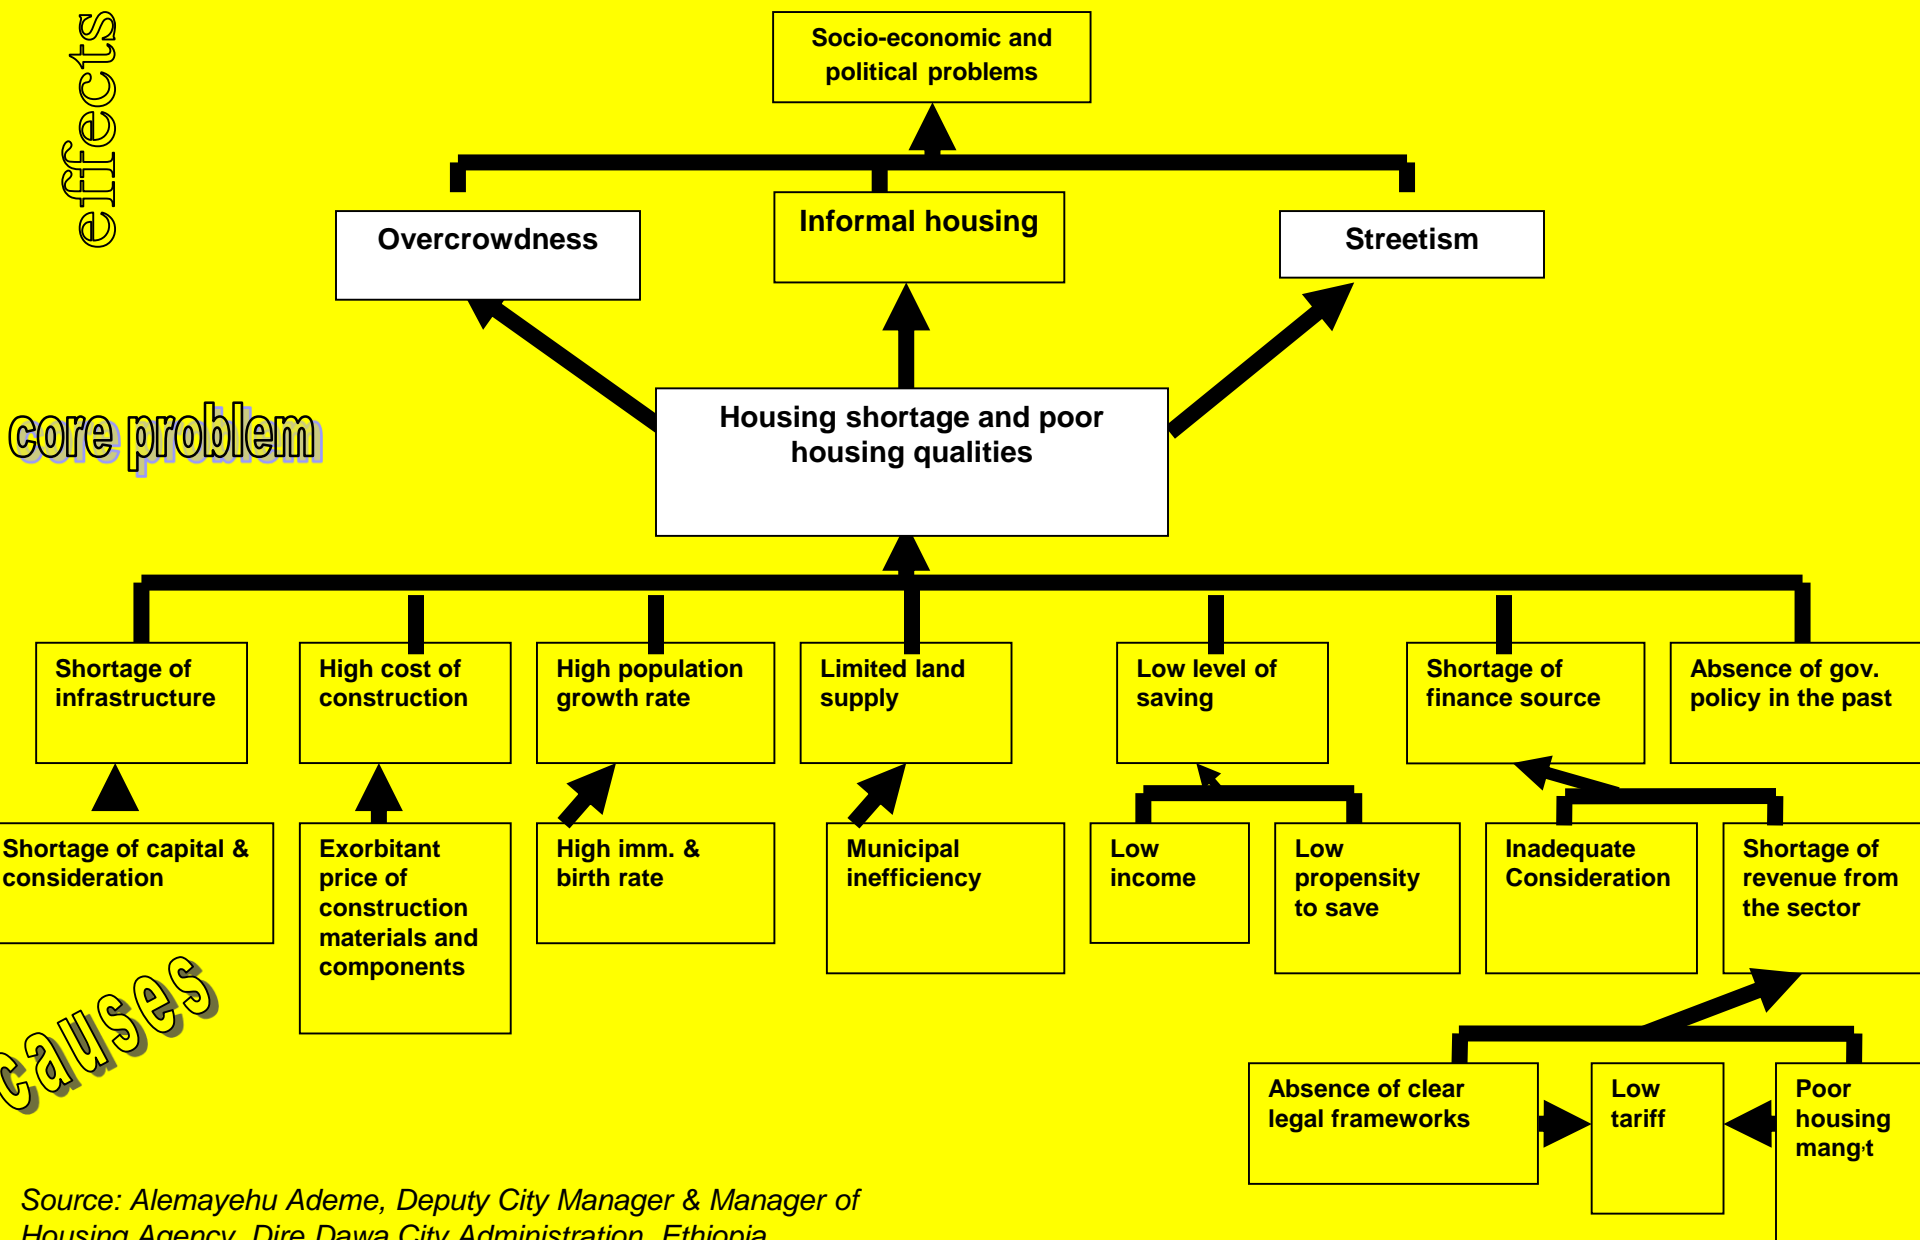 effects
Socio-economic and
political problems
Overcrowdness
Informal housing
Streetism
core problem
Housing shortage and poor
housing qualities
Shortage of
infrastructure
High cost of
construction
High population
growth rate
Limited land
supply
Low level of
saving
Shortage of
finance source
Absence of gov.
policy in the past
Shortage of capital &
consideration
Exorbitant
price of
construction
materials and
components
High imm. &
birth rate
Municipal
inefficiency
Low
income
Low
propensity
to save
Inadequate
Consideration
Shortage of
revenue from
the sector
causes
Absence of clear
legal frameworks
Low
tariff
Poor
housing
mang't
Source: Alemayehu Ademe, Deputy City Manager & Manager of
Housing Agency, Dire Dawa City Administration, Ethiopia